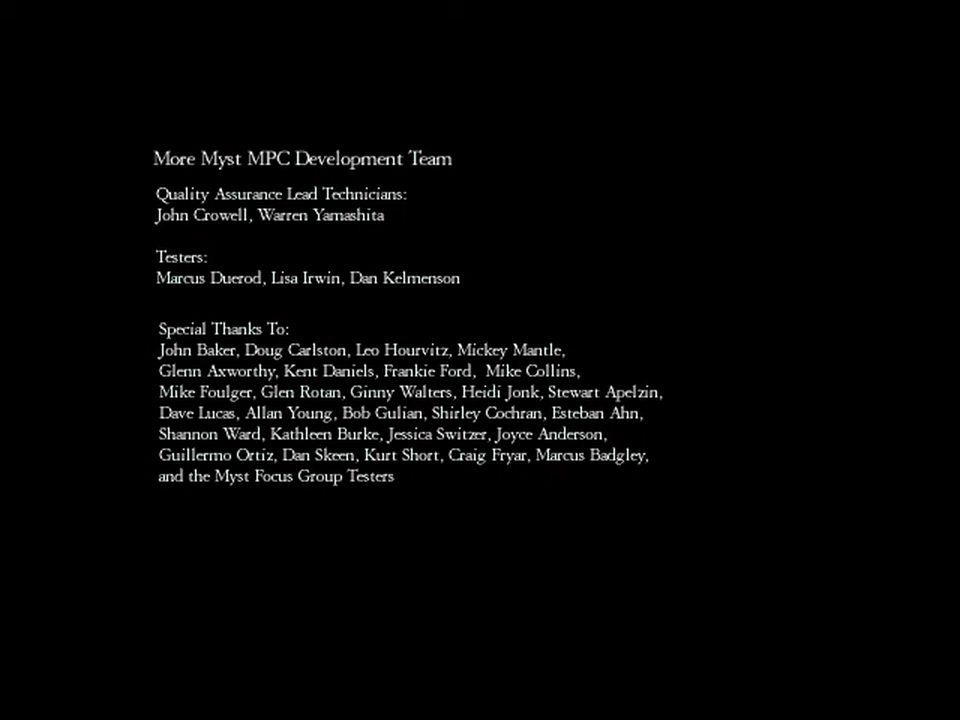 More Myst MPC Development Team
Quality Assurance Lead Technicians:
John Crowell, Warren Yamashita
Testers:
Marcus Duerod, Lisa Irwin, Dan Kelmenson
Special Thanks To:
John Baker, Doug Carlston, Leo Hourvitz, Mickey Mantle,
Glenn Axworthy, Kent Daniels, Frankie Ford,  Mike Collins,
Mike Foulger, Glen Rotan, Ginny Walters, Heidi Jonk, Stewart Apelzin,
Dave Lucas, Allan Young, Bob Gulian, Shirley Cochran, Esteban Ahn,
Shannon Ward, Kathleen Burke, Jessica Switzer, Joyce Anderson,
Guillermo Ortiz, Dan Skeen, Kurt Short, Craig Fryar, Marcus Badgley,
and the Myst Focus Group Testers